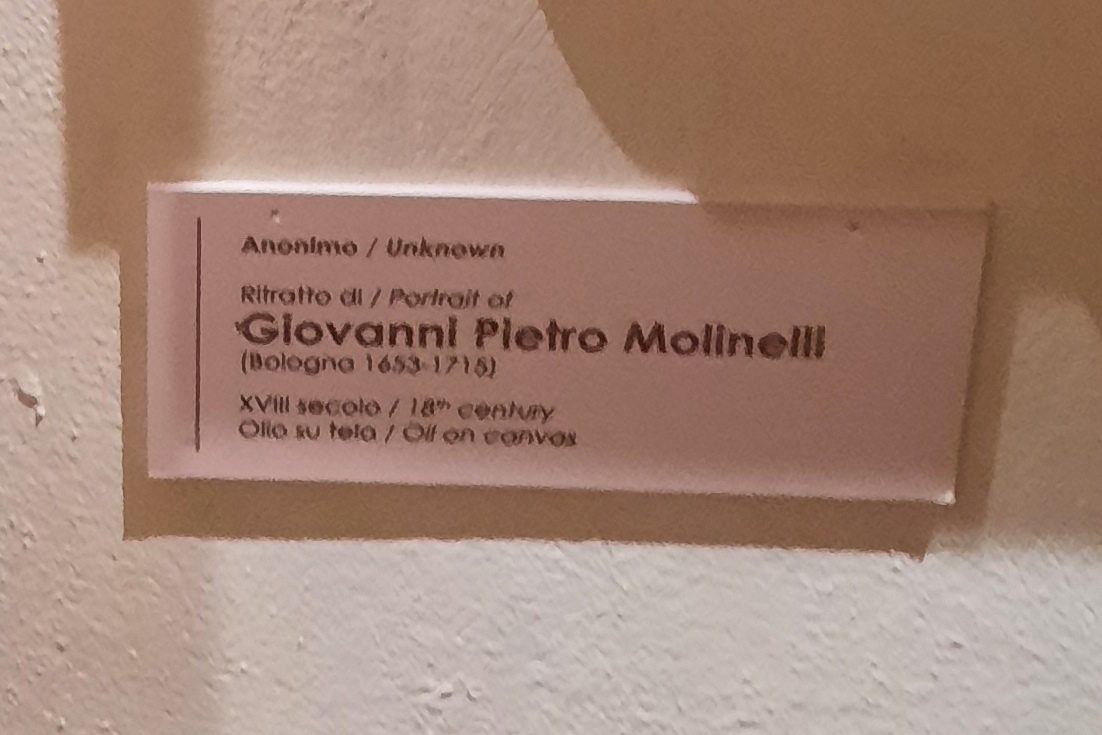 Anonimo / Unknown
Ritratto di / Portrait of
Giovanni Pietro Molinelli
(Bologna 1653-1715)
XVIII secolo / 18th century
Olio su tela / Oil on canvas